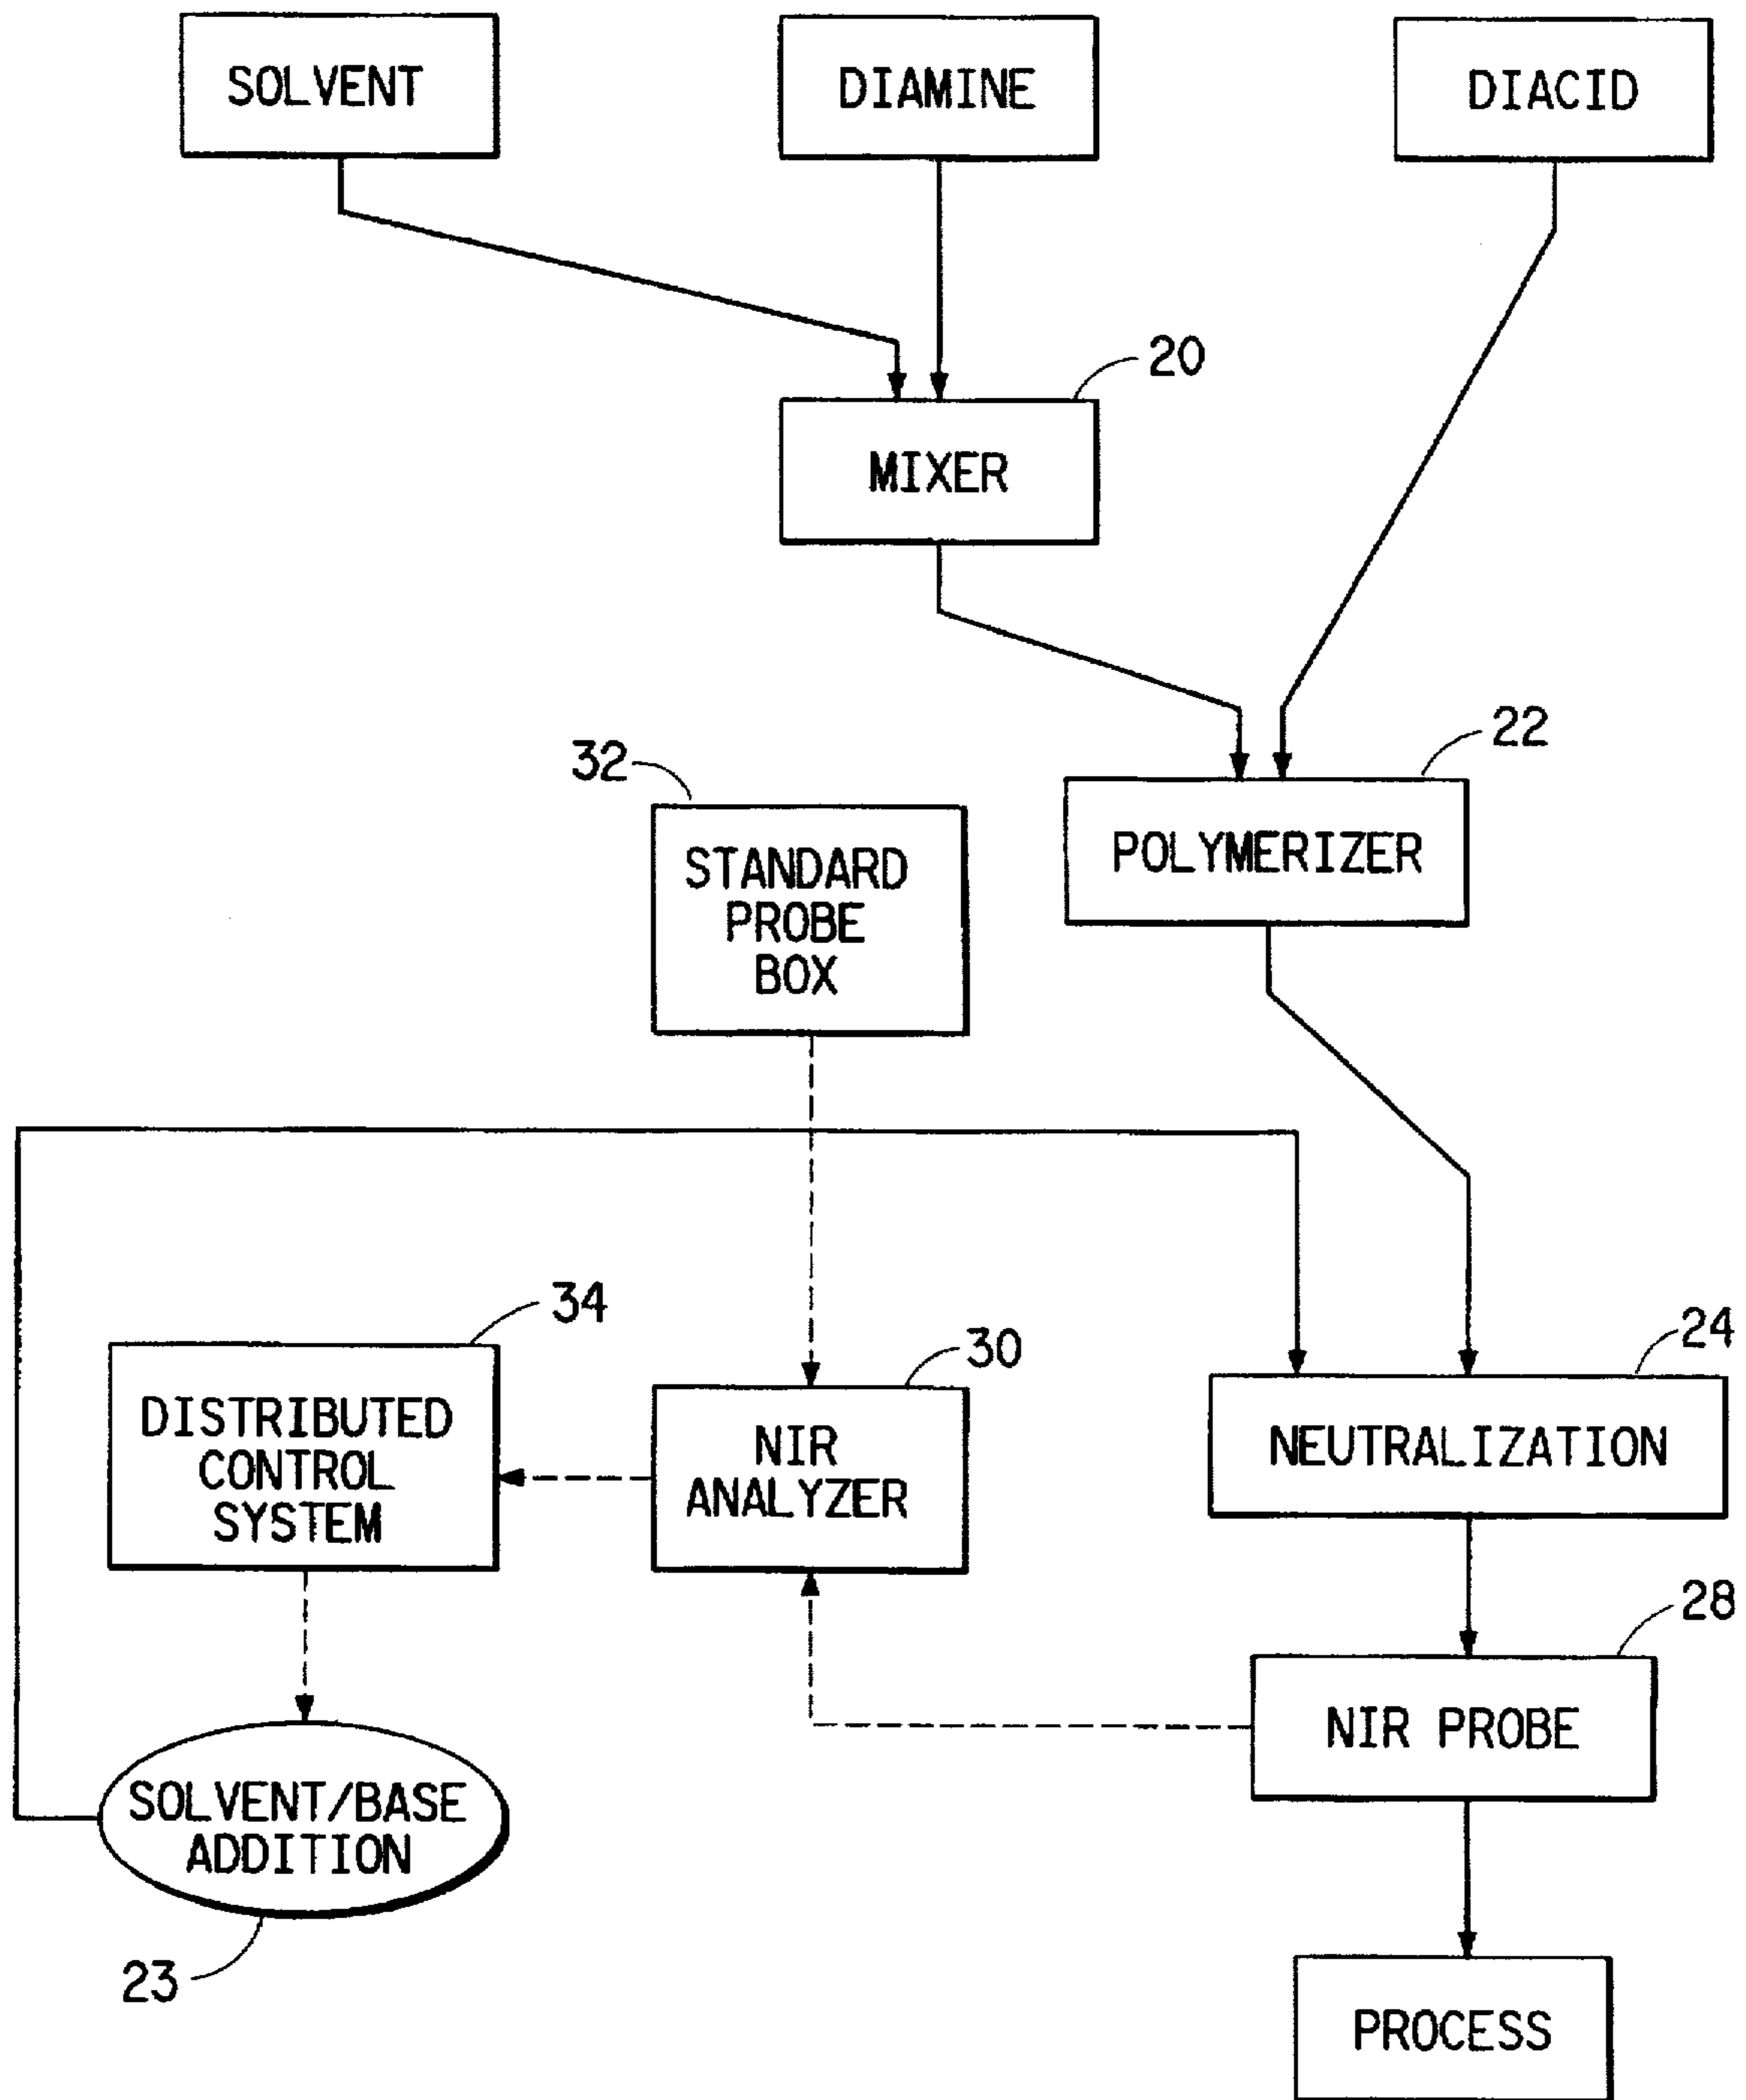 SOLVENT
DIAMINE
DIACID
20
MIXER
22
32
POLYMERIZER
STANDARD
PROBE
BOX
34
24
30
DISTRIBUTED
CONTROL
SYSTEM
NIR
ANALYZER
NEUTRALIZATION
28
NIR PROBE
SOLVENT/BASE
ADDITION
23
PROCESS